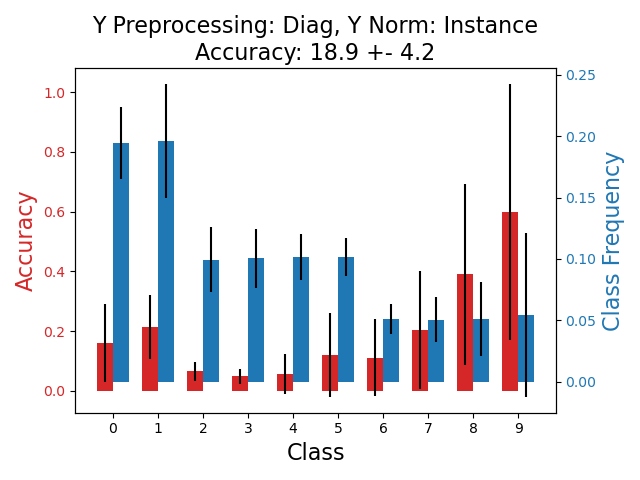 Y Preprocessing: Diag, Y Norm: Instance
Accuracy: 18.9 +- 4.2
1.0
0.8
0.6
0.4
0.2
0.0
Accuracy
0.25
0.20
0.15
0.10
0.05
0.00
Class Frequency
0 1 2 3 4 5 6 7 8 9
Class